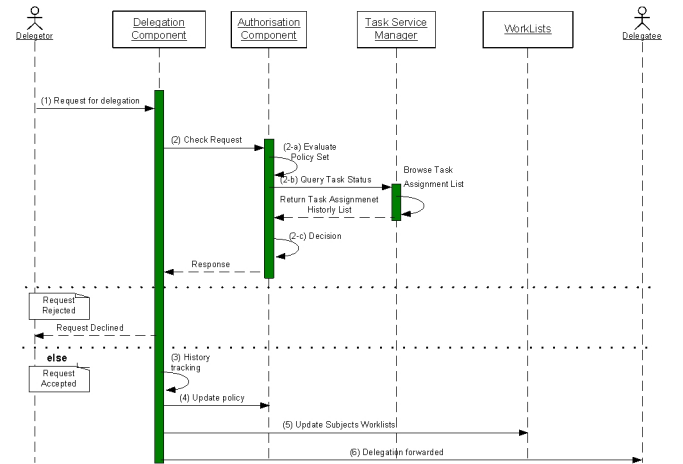 Delegetor
Delegation
Component
Authorisation
Component
Task Service
Manager
WorkLists
Delegatee
(1) Request for delegation
(2) Check Request
(2-a) Evaluate
Policy Set
(2-b) Query Task Status
Browse Task
Assignment List
Return Task Assignmenet
Historly List
(2-c) Decision
Response
Request
Rejected
Request Declined
else
Request
Accepted
(3) History
tracking
(4) Update policy
(5) Update Subjects Worklists
(6) Delegation forwarded